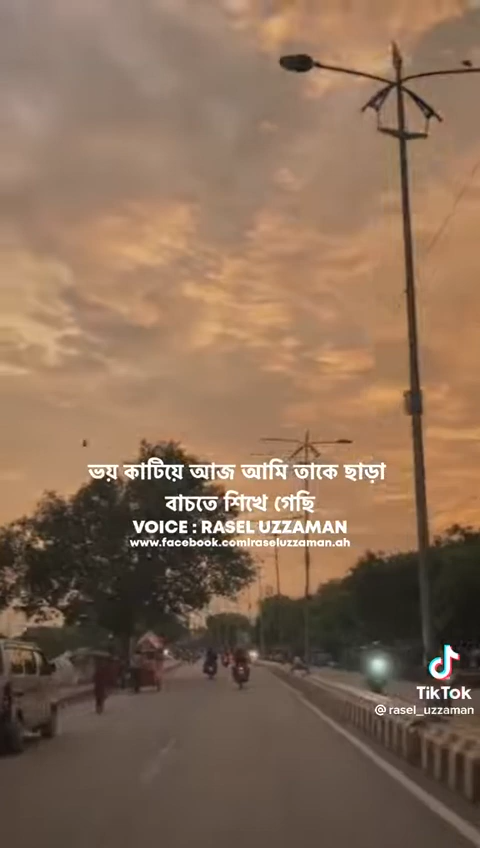 ভয় কাটিয়ে আজ আমি তাকে ছাড়া
বাচতে শিখে গেছি
VOICE : RASEL UZZAMAN
www.facebook.com|raseluzzaman.ah
TikTok
@rasel_uzzaman